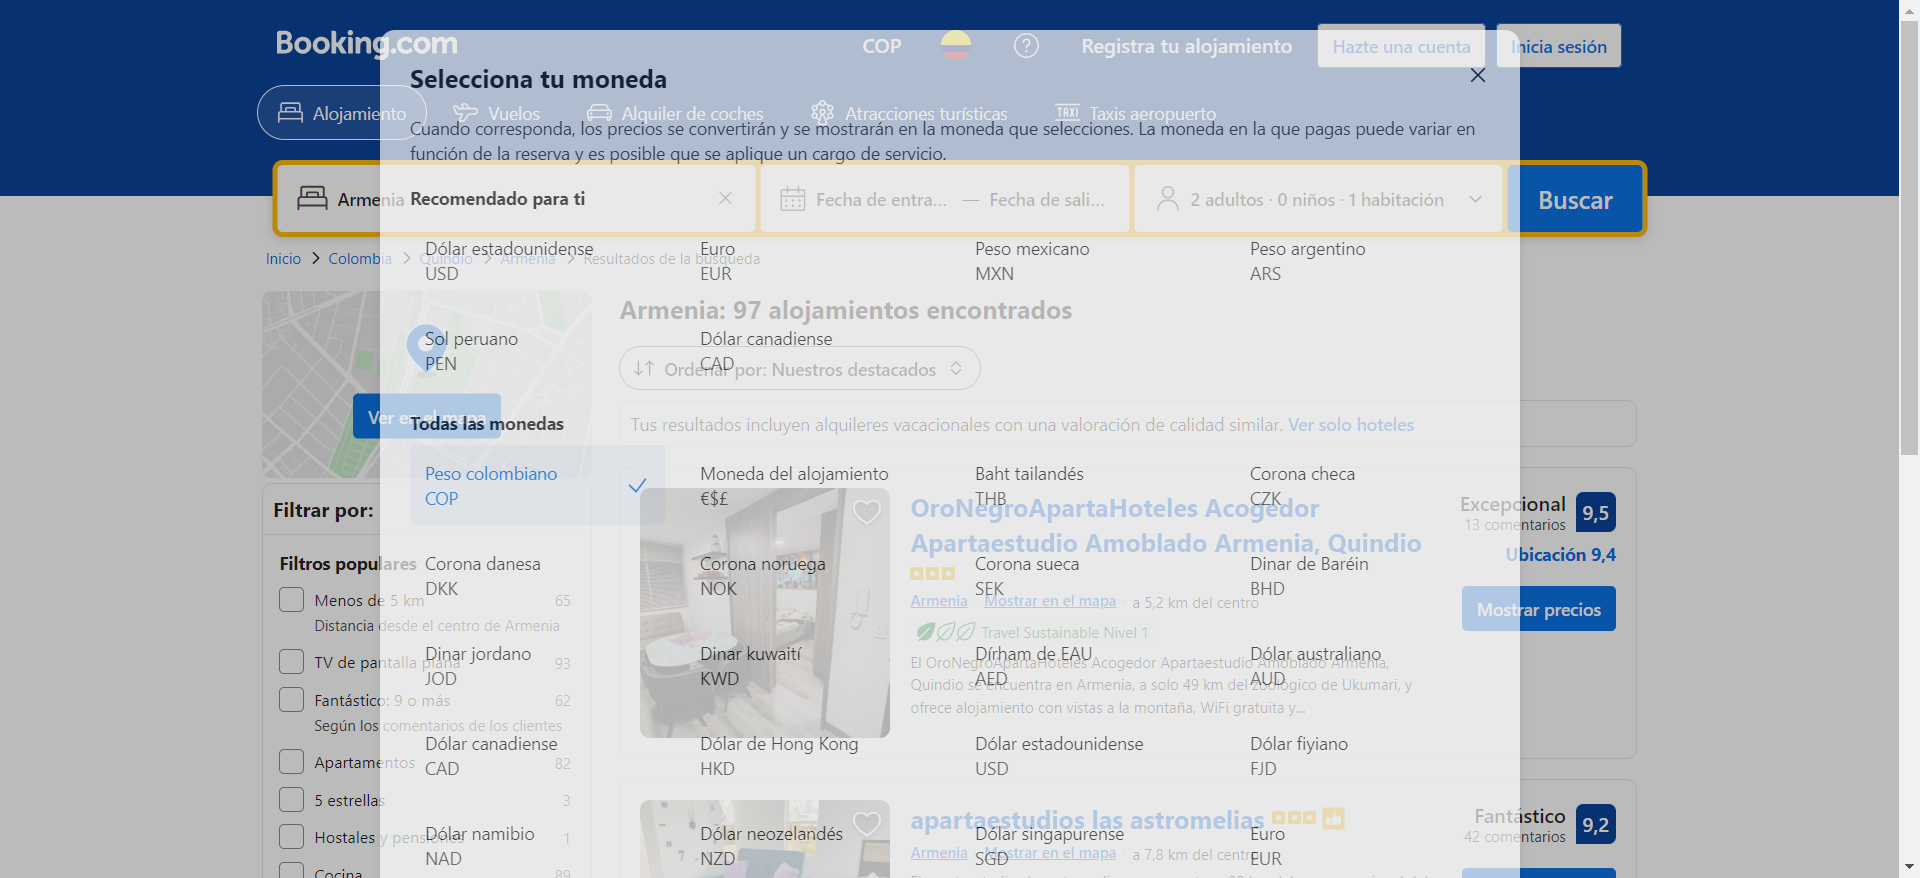 Booking.com
COP
Registra tu alojamiento
Hazte una cuenta
Inicia sesión
Selecciona tu moneda
Alojamiento
Vuelos
Alquiler de coches
Atracciones turísticas
TAXI
Taxis aeropuerto
Cuando corresponda, los precios se convertirán y se mostrarán en la moneda que selecciones. La moneda en la que pagas puede variar en
función de la reserva y es posible que se aplique un cargo de servicio.
Armenia
Recomendado para ti
Fecha de entra... — Fecha de sali...
2 adultos · 0 niños · 1 habitación
Buscar
Dólar estadounidense
USD
Euro
EUR
Peso mexicano
MXN
Peso argentino
ARS
Inicio > Colombia > Quindío > Armenia > Resultados de la búsqueda
Armenia: 97 alojamientos encontrados
Sol peruano
PEN
Dólar canadiense
CAD
Ordenar por: Nuestros destacados
Ver en el mapa
Todas las monedas
Tus resultados incluyen alquileres vacacionales con una valoración de calidad similar. Ver solo hoteles
Peso colombiano
COP
Moneda del alojamiento
€$£
Baht tailandés
THB
Corona checa
CZK
Filtrar por:
OroNegroApartaHoteles Acogedor
Apartaestudio Amoblado Armenia, Quindio
Excepcional
13 comentarios
9,5
Ubicación 9,4
Filtros populares
Corona danesa
DKK
Corona noruega
NOK
Corona sueca
SEK
Dinar de Baréin
BHD
Menos de 5 km
65
Distancia desde el centro de Armenia
Armenia
Mostrar en el mapa
a 5,2 km del centro
Mostrar precios
Travel Sustainable Nivel 1
TV de pantalla plana
93
Dinar jordano
JOD
Dinar kuwaití
KWD
Dírham de EAU
AED
Dólar australiano
AUD
El OroNegroApartaHoteles Acogedor Apartaestudio Amoblado Armenia,
Quindio se encuentra en Armenia, a solo 49 km del zoológico de Ukumari, y
ofrece alojamiento con vistas a la montaña, WiFi gratuita y...
Fantástico: 9 o más
62
Según los comentarios de los clientes
Dólar canadiense
CAD
Dólar de Hong Kong
HKD
Dólar estadounidense
USD
Dólar fiyiano
FJD
Apartamentos
82
5 estrellas
3
Hostales y pensiones
1
Cocina
89
apartaestudios las astromelias
Fantástico
42 comentarios
9,2
Dólar namibio
NAD
Dólar neozelandés
NZD
Dólar singapurense
SGD
Euro
EUR
Armenia
Mostrar en el mapa
a 7,8 km del centro